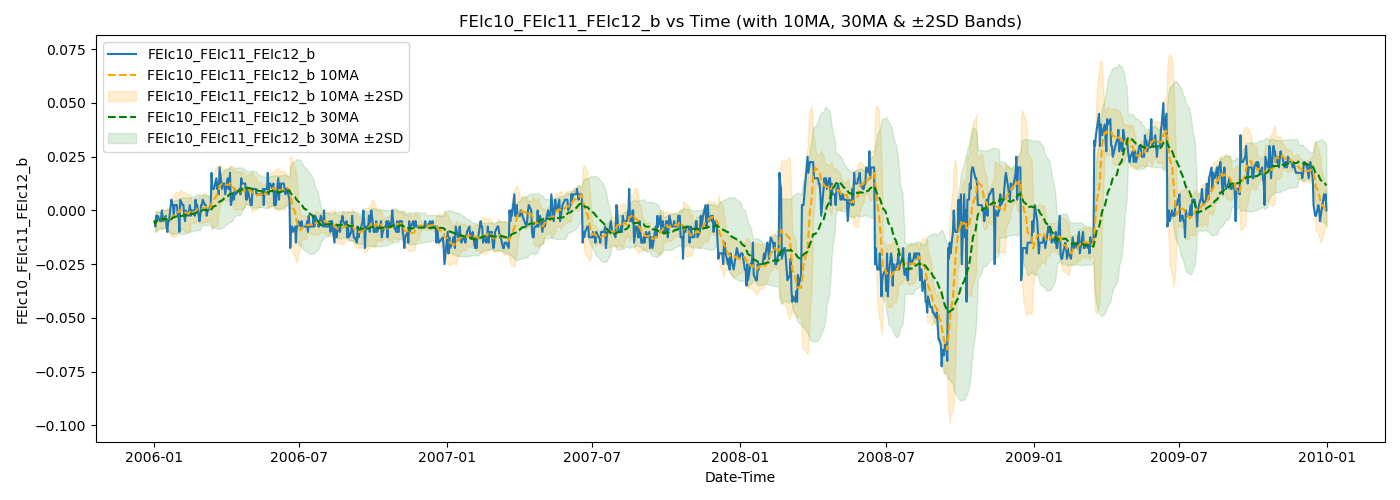 FEIc10_FEIc11_FEIc12_b vs Time (with 10MA, 30MA & ±2SD Bands)
FEIc10_FEIc11_FEIc12_b
FEIc10_FEIc11_FEIc12_b 10MA
FEIc10_FEIc11_FEIc12_b 10MA ±2SD
FEIc10_FEIc11_FEIc12_b 30MA
FEIc10_FEIc11_FEIc12_b 30MA ±2SD
FEIc10_FEIc11_FEIc12_b
0.075
0.050
0.025
0.000
−0.025
−0.050
−0.075
−0.100
2006-01
2006-07
2007-01
2007-07
2008-01
2008-07
2009-01
2009-07
2010-01
Date-Time